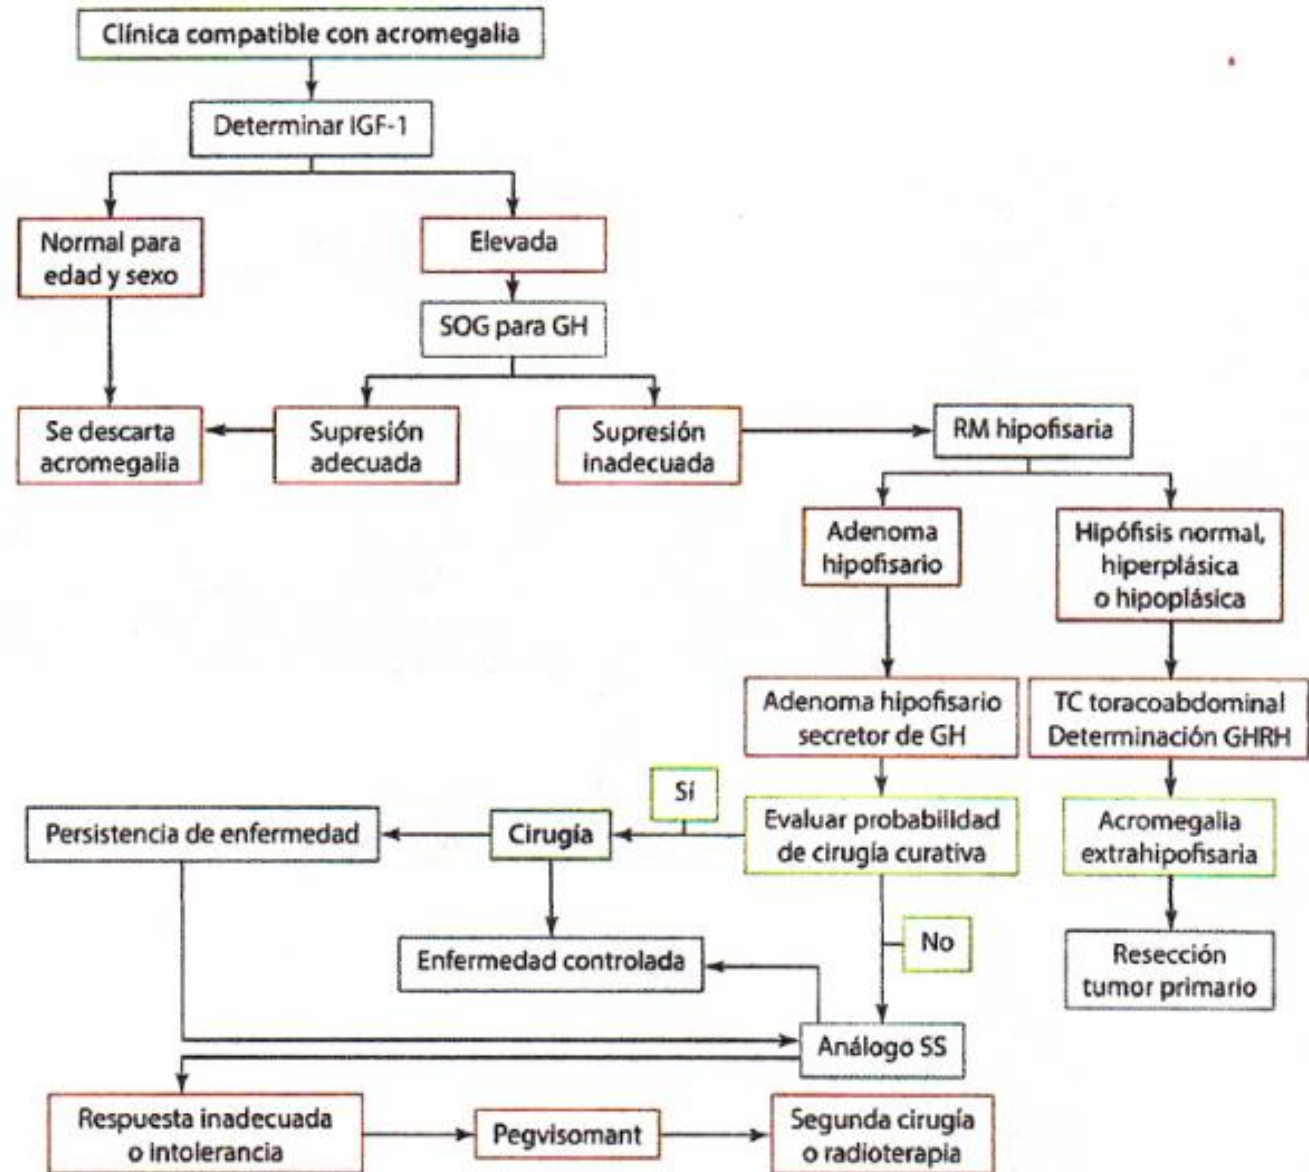 Clínica compatible con acromegalia
Determinar IGF-1
Normal para
edad y sexo
Elevada
SOG para GH
Se descarta
acromegalia
Supresión
adecuada
Supresión
inadecuada
RM hipofisaria
Adenoma
hipofisario
Hipófisis normal,
hiperplásica
o hipoplásica
Adenoma hipofisario
secretor de GH
TC toracoabdominal
Determinación GHRH
Sí
Persistencia de enfermedad
Cirugía
Evaluar probabilidad
de cirugía curativa
Acromegalia
extrahipofisaria
No
Enfermedad controlada
Resección
tumor primario
Análogo SS
Respuesta inadecuada
o intolerancia
Pegvisomant
Segunda cirugía
o radioterapia